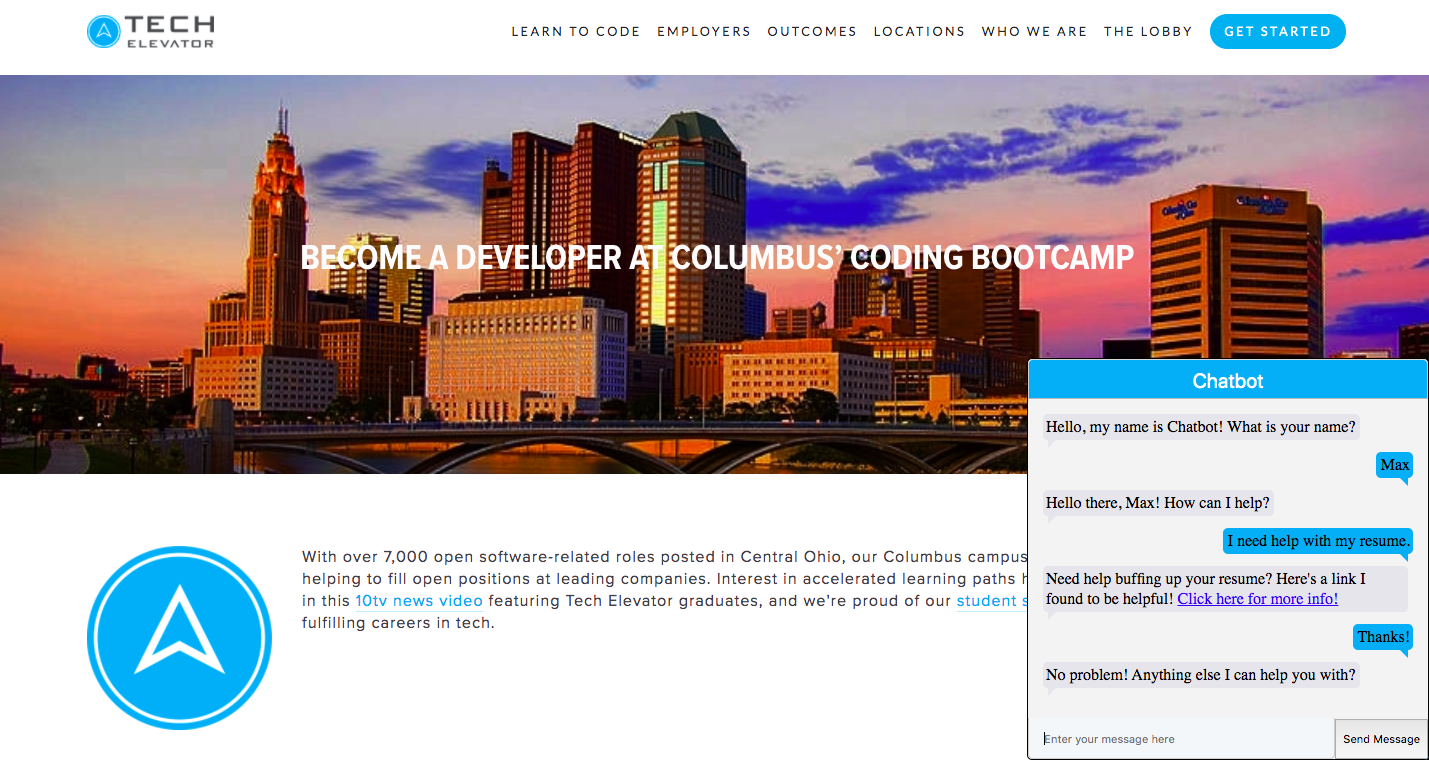 TECH
ELEVATOR
LEARN TO CODE EMPLOYERS OUTCOMES LOCATIONS WHO WE ARE THE LOBBY GET STARTED
BECOME A DEVELOPER AT COLUMBUS’ CODING BOOTCAMP
With over 7,000 open software-related roles posted in Central Ohio, our Columbus campus
helping to fill open positions at leading companies. Interest in accelerated learning paths
in this 10tv news video featuring Tech Elevator graduates, and we're proud of our student
fulfilling careers in tech.
Chatbot
Hello, my name is Chatbot! What is your name?
Max
Hello there, Max! How can I help?
I need help with my resume.
Need help buffing up your resume? Here's a link I
found to be helpful! Click here for more info!
Thanks!
No problem! Anything else I can help you with?
Enter your message here
Send Message